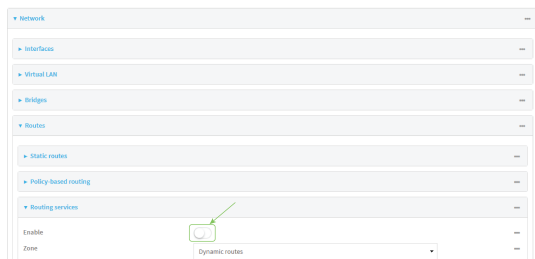 Network
Interfaces
Virtual LAN
Bridges
Routes
Static routes
Policy-based routing
Routing services
Enable
Zone Dynamic routes